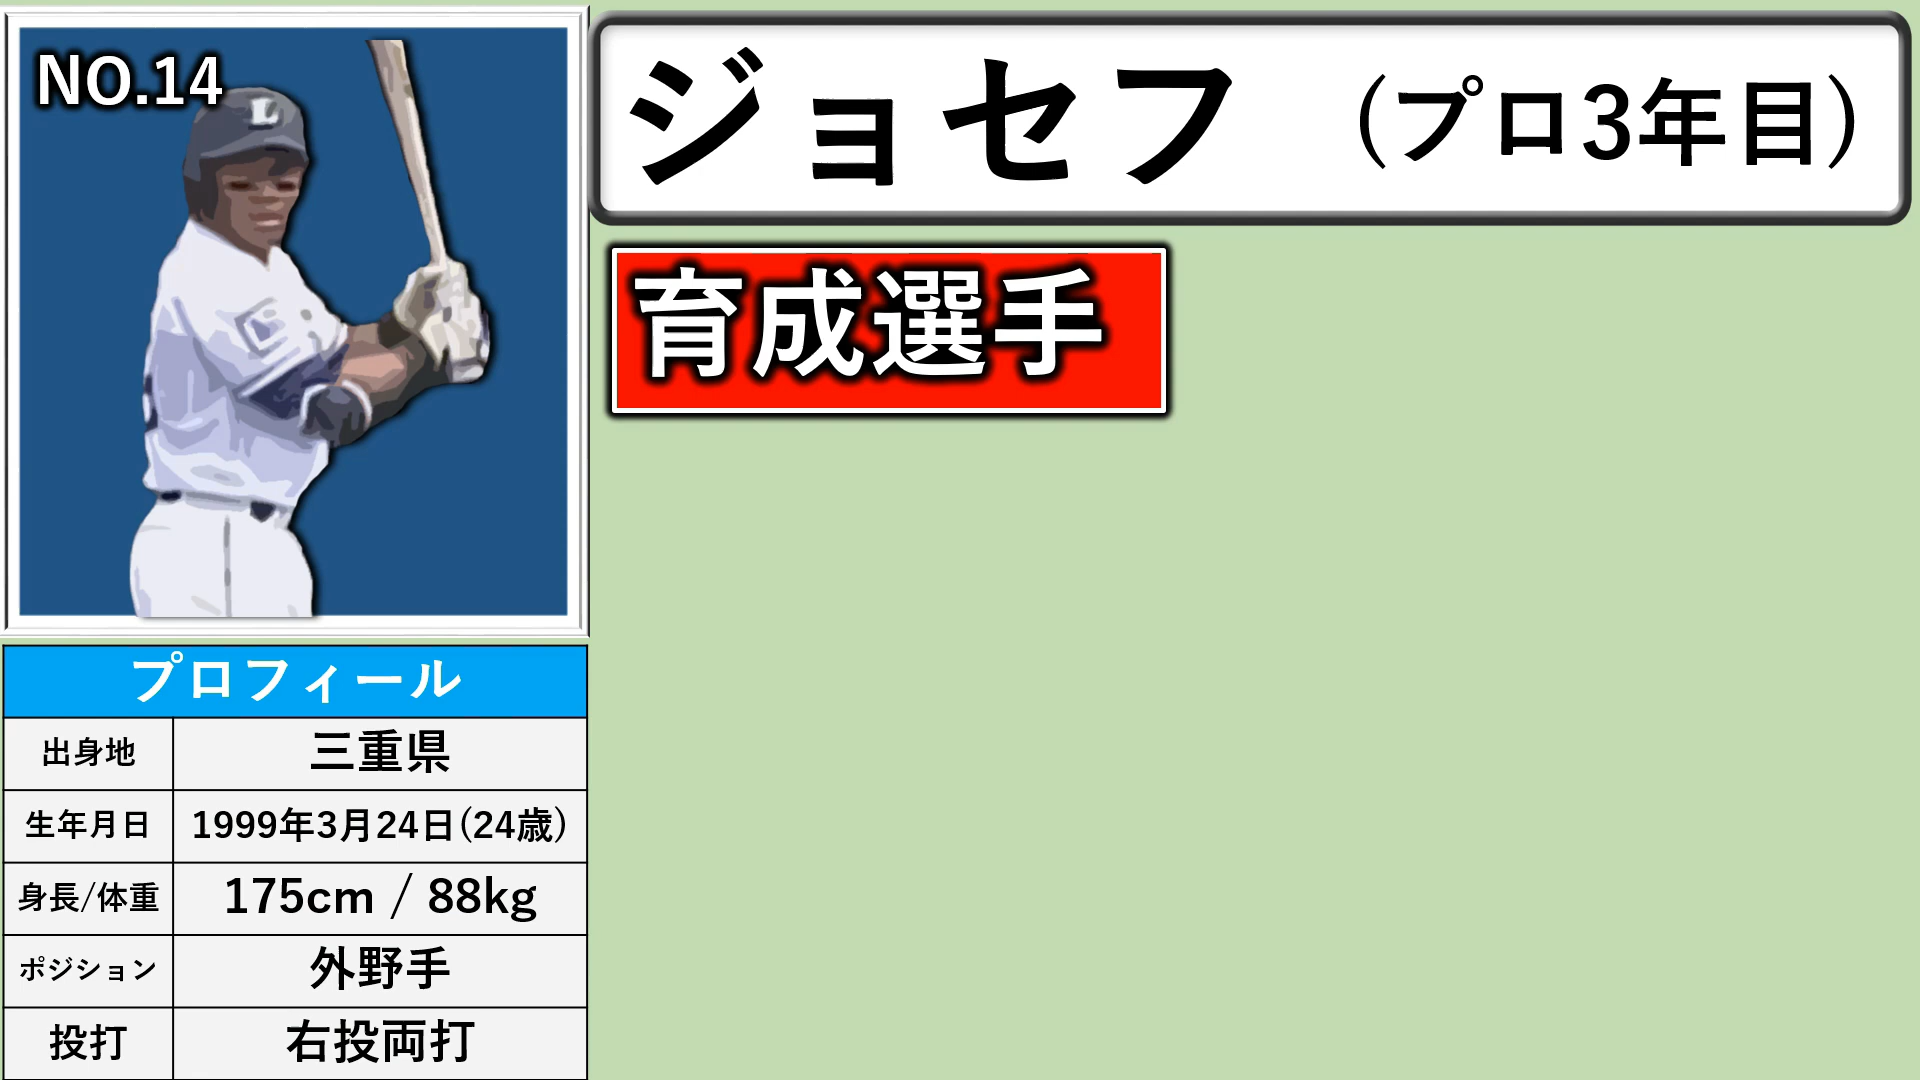 NO.14
L
ジョセフ (プロ3年目)
育成選手
プロフィール
出身地 三重県
生年月日 1999年3月24日(24歳)
身長/体重 175cm / 88kg
ポジション 外野手
投打 右投両打